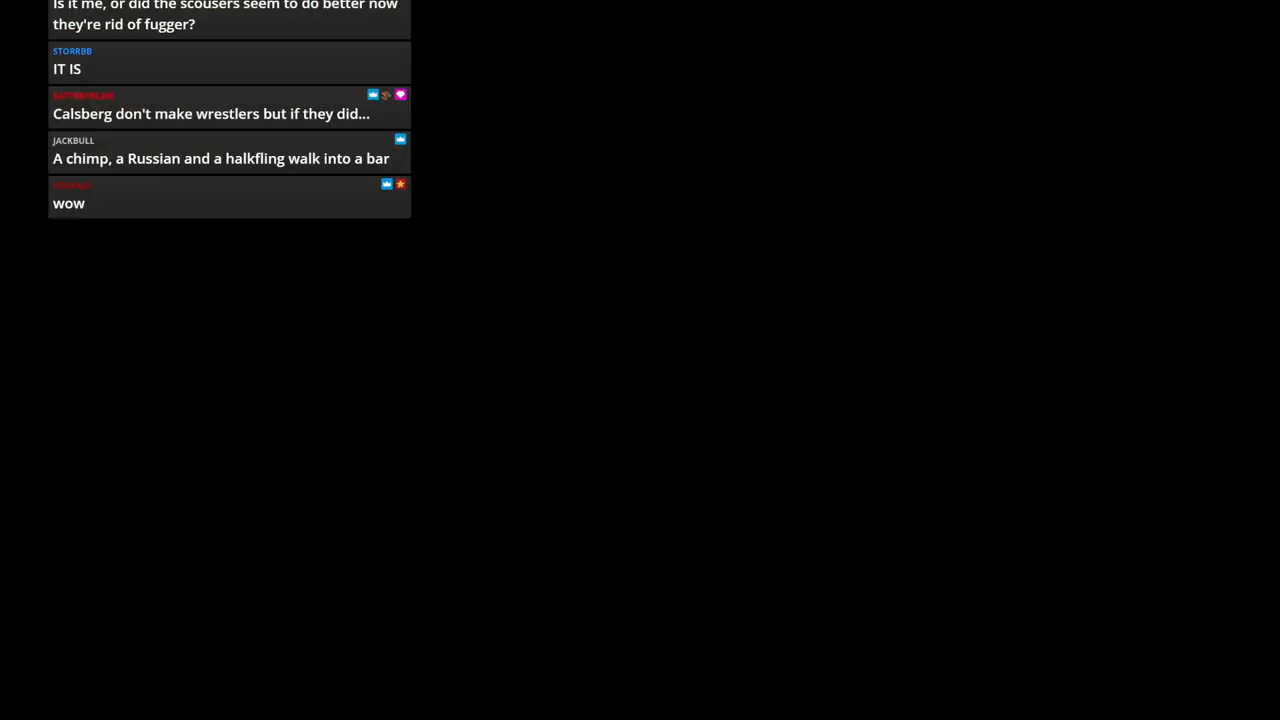 Is it me, or did the scousers seem to do better now
they're rid of fugger?
STORRBB
IT IS
Calsberg don't make wrestlers but if they did...
JACKBULL
A chimp, a Russian and a halkfling walk into a bar
wow